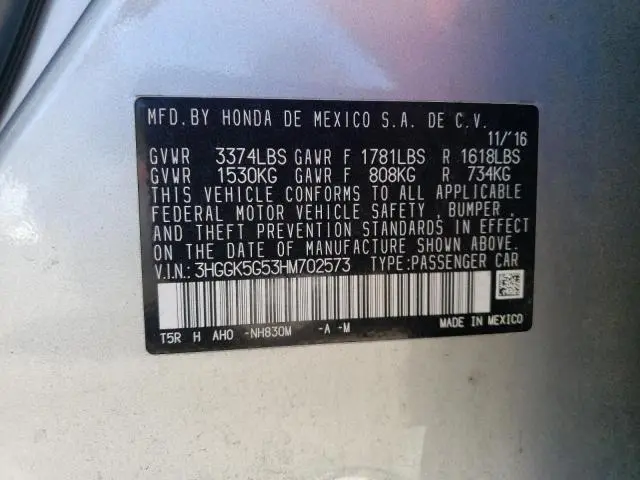 MFD.BY HONDA DE MEXICO S.A. DE C.V.
11/'16
GVWR 3374LBS GAWR F 1781LBS R 1618LBS
GVWR 1530KG GAWR F 808KG R 734KG
THIS VEHICLE CONFORMS TO ALL APPLICABLE
FEDERAL MOTOR VEHICLE SAFETY , BUMPER ,
AND THEFT PREVENTION STANDARDS IN EFFECT
ON THE DATE OF MANUFACTURE SHOWN ABOVE.
V.I.N.: 3HGGK5G53HM702573 TYPE:PASSENGER CAR
T5R H AHO -NH830M -A -M MADE IN MEXICO